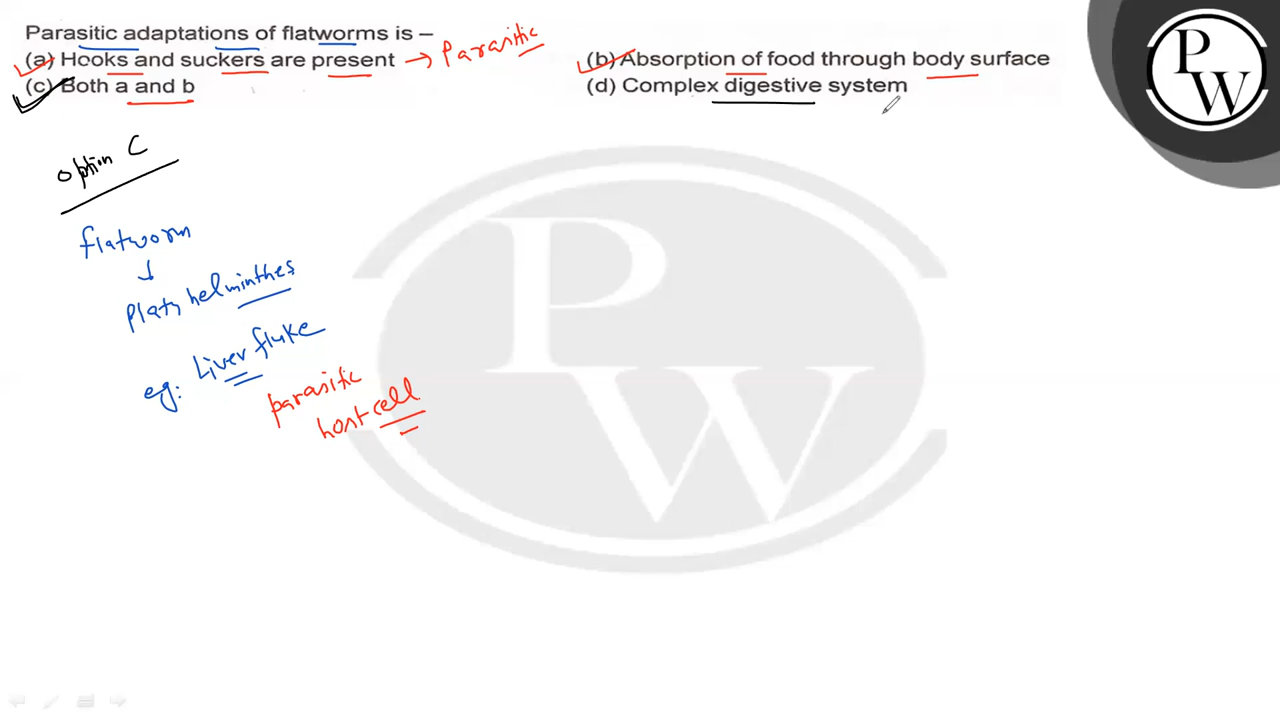 Parasitic adaptations of flatworms is –
(a) Hooks and suckers are present → Parasitic
(b) Absorption of food through body surface
(c) Both a and b
(d) Complex digestive system
option C
flatworm
↓
platyhelminthes
eg: Liver fluke
parasitic
host cell
P
W
P
W